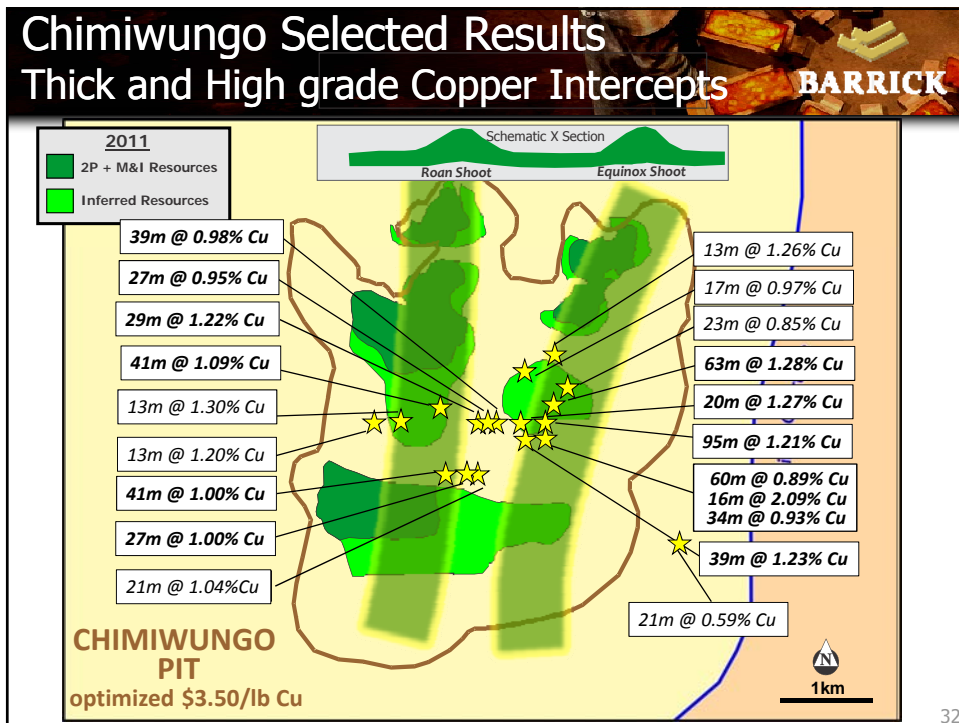 Chimiwungo Selected Results
Thick and High grade Copper Intercepts
BARRICK
2011
2P + M&I Resources
Inferred Resources
Schematic X Section
Roan Shoot
Equinox Shoot
39m @ 0.98% Cu
27m @ 0.95% Cu
29m @ 1.22% Cu
41m @ 1.09% Cu
13m @ 1.30% Cu
13m @ 1.20% Cu
41m @ 1.00% Cu
27m @ 1.00% Cu
21m @ 1.04%Cu
13m @ 1.26% Cu
17m @ 0.97% Cu
23m @ 0.85% Cu
63m @ 1.28% Cu
20m @ 1.27% Cu
95m @ 1.21% Cu
60m @ 0.89% Cu
16m @ 2.09% Cu
34m @ 0.93% Cu
39m @ 1.23% Cu
21m @ 0.59% Cu
CHIMIWUNGO
PIT
optimized $3.50/lb Cu
N
1km
32